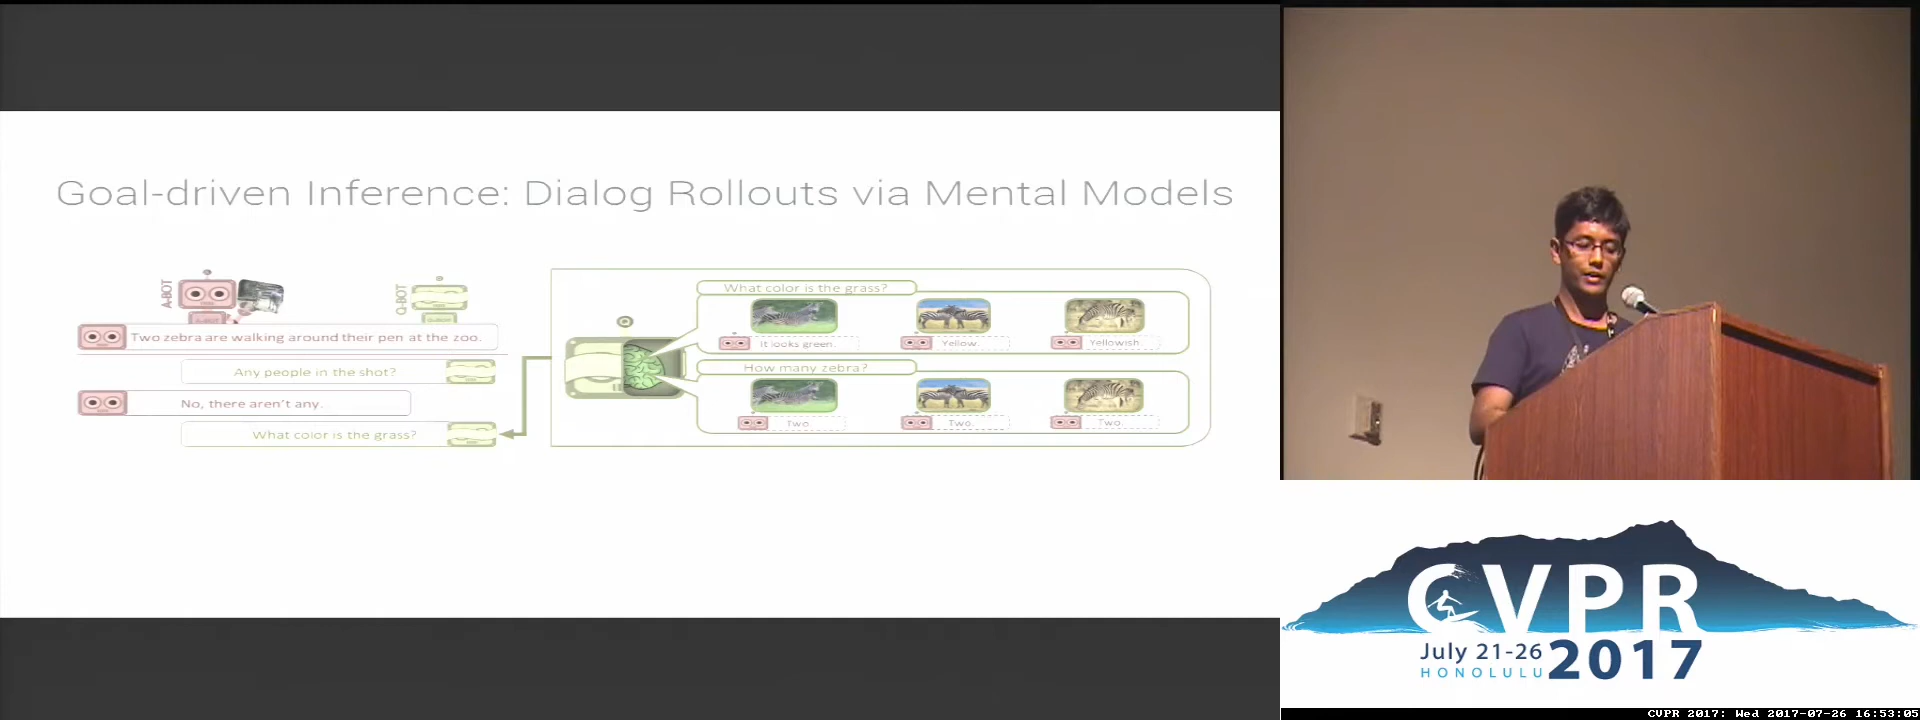 Goal-driven Inference: Dialog Rollouts via Mental Models
A-BOT
Q-BOT
Two zebra are walking around their pen at the zoo.
Any people in the shot?
No, there aren't any.
What color is the grass?
What color is the grass?
It looks green.
Yellow.
Yellowish
How many zebra?
Two
Two.
Two.
CVPR
July 21-26
HONOLULU
2017
CVPR 2017: Wed 2017-07-26 16:53:05